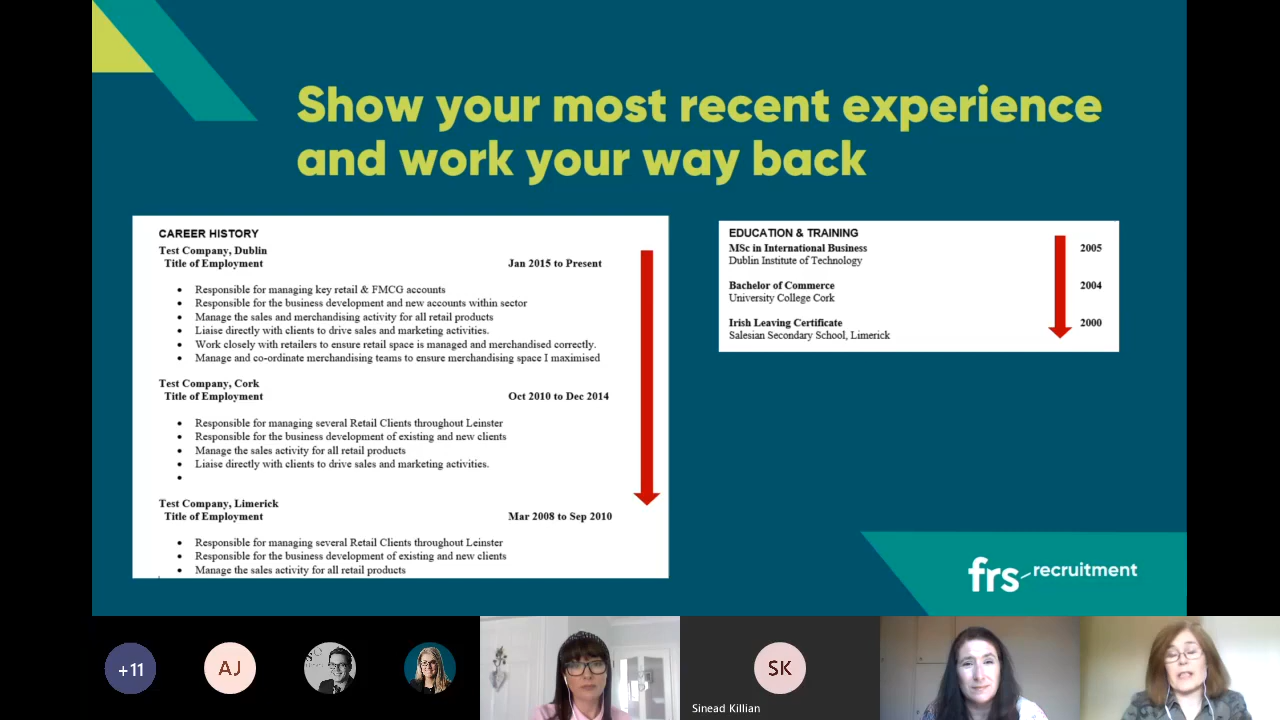 Show your most recent experience
and work your way back
CAREER HISTORY
Test Company, Dublin
Title of Employment Jan 2015 to Present
• Responsible for managing key retail & FMCG accounts
• Responsible for the business development and new accounts within sector
• Manage the sales and merchandising activity for all retail products
• Liaise directly with clients to drive sales and marketing activities.
• Work closely with retailers to ensure retail space is managed and merchandised correctly.
• Manage and co-ordinate merchandising teams to ensure merchandising space I maximised
Test Company, Cork
Title of Employment Oct 2010 to Dec 2014
• Responsible for managing several Retail Clients throughout Leinster
• Responsible for the business development of existing and new clients
• Manage the sales activity for all retail products
• Liaise directly with clients to drive sales and marketing activities.
•
Test Company, Limerick
Title of Employment Mar 2008 to Sep 2010
• Responsible for managing several Retail Clients throughout Leinster
• Responsible for the business development of existing and new clients
• Manage the sales activity for all retail products
EDUCATION & TRAINING
MSc in International Business 2005
Dublin Institute of Technology
Bachelor of Commerce 2004
University College Cork
Irish Leaving Certificate 2000
Salesian Secondary School, Limerick
frs recruitment
+11
AJ
SK
Sinead Killian